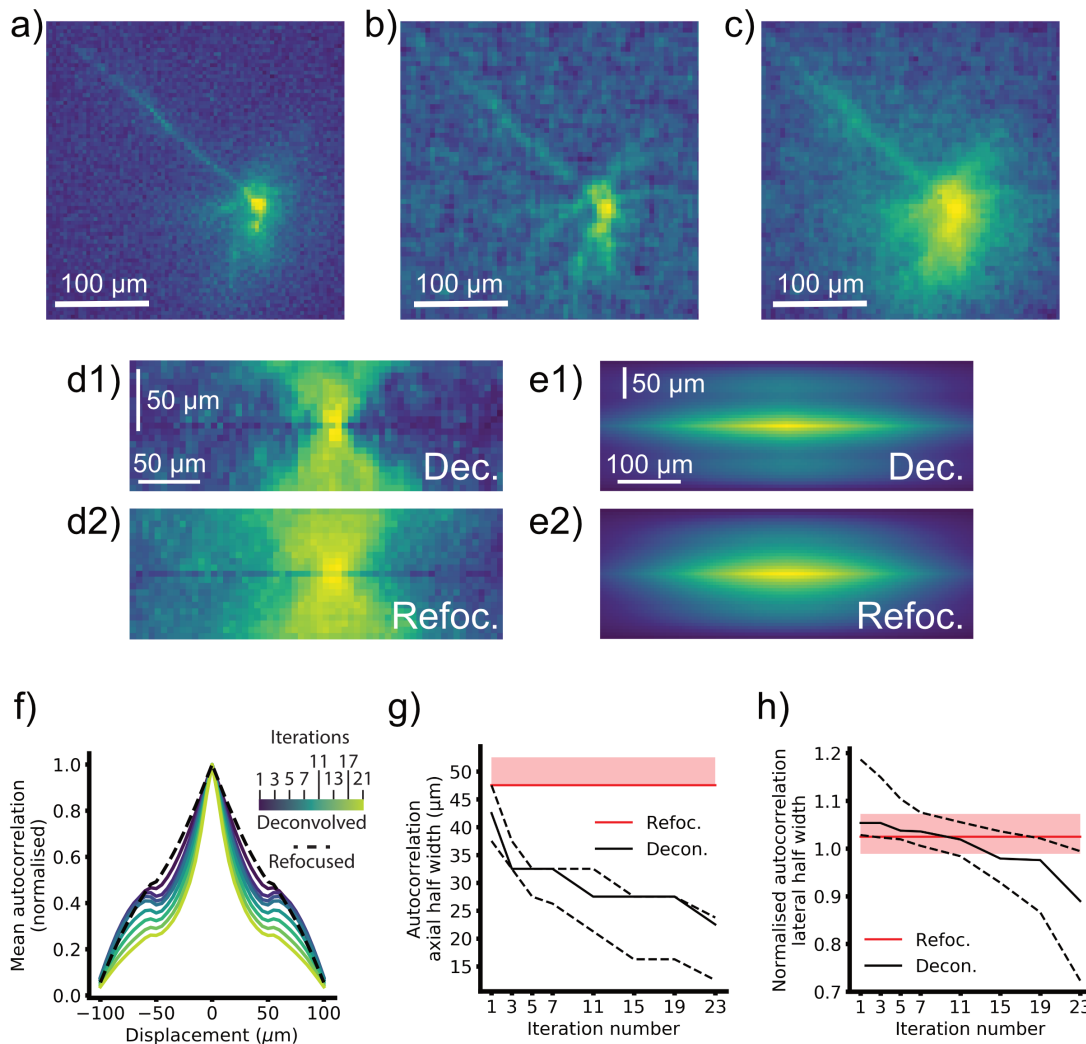 a)
b)
c)
100 µm
100 µm
100 µm
d1)
50 µm
50 µm
Dec.
e1)
50 µm
100 µm
Dec.
d2)
Refoc.
e2)
Refoc.
f)
Mean autocorrelation
(normalised)
1.0
0.8
0.6
0.4
0.2
0.0
−100
−50
0
50
100
Displacement (µm)
Iterations
11 17
1 3 5 7 13 21
Deconvolved
Refocused
g)
Autocorrelation
axial half width (µm)
50
45
40
35
30
25
20
15
Refoc.
Decon.
1 3 5 7 11 15 19 23
Iteration number
h)
Normalised autocorrelation
lateral half width
1.2
1.1
1.0
0.9
0.8
0.7
Refoc.
Decon.
1 3 5 7 11 15 19 23
Iteration number